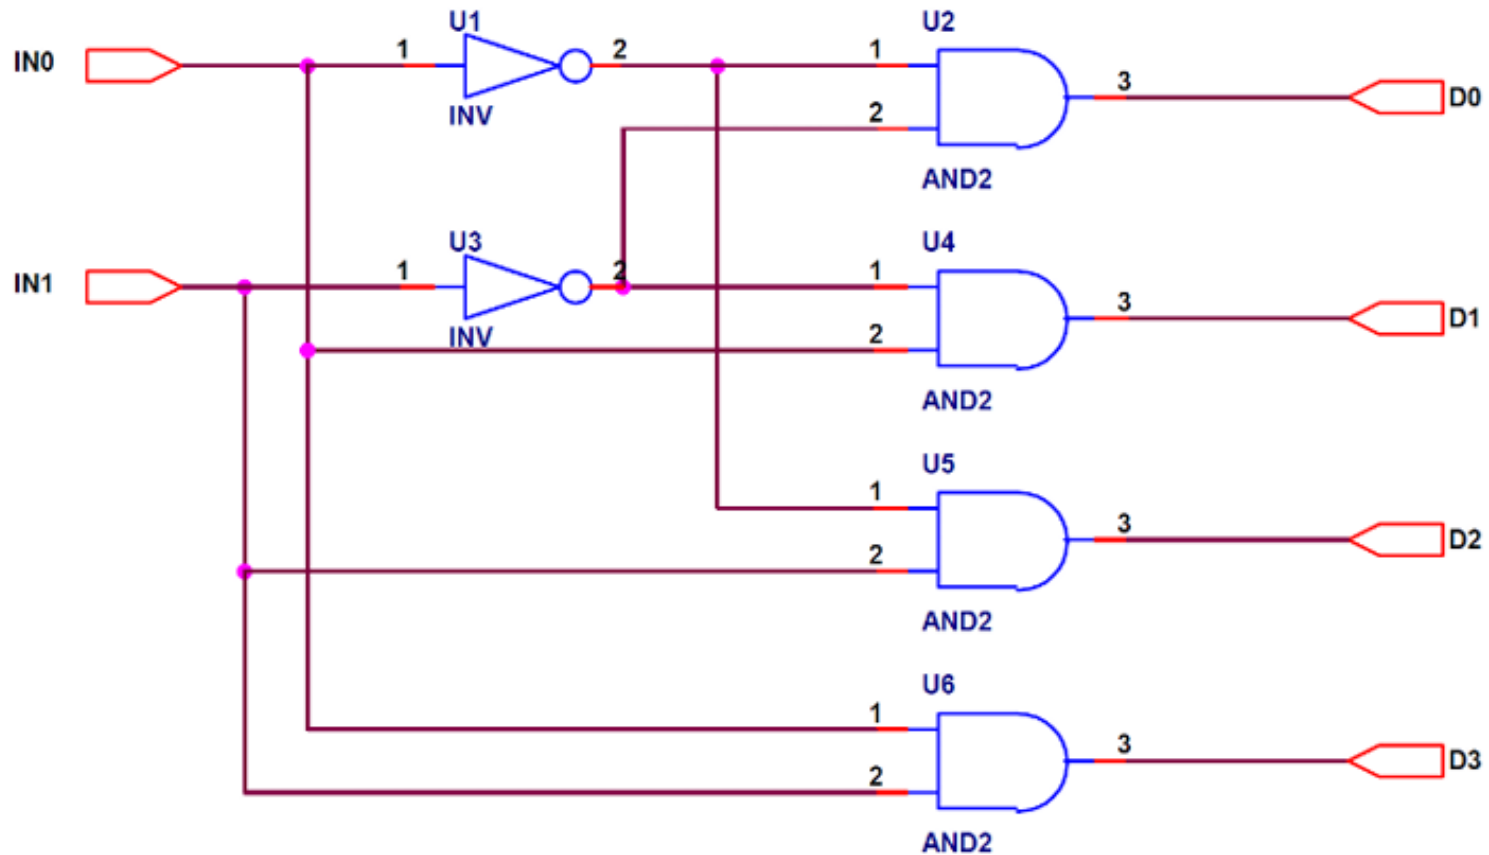 U1 U2
IN0 1 2 1
3 D0
INV 2
AND2
U3 U4
IN1 1 2 1
3 D1
INV 2
AND2
U5
1
3 D2
2
AND2
U6
1
3 D3
2
AND2